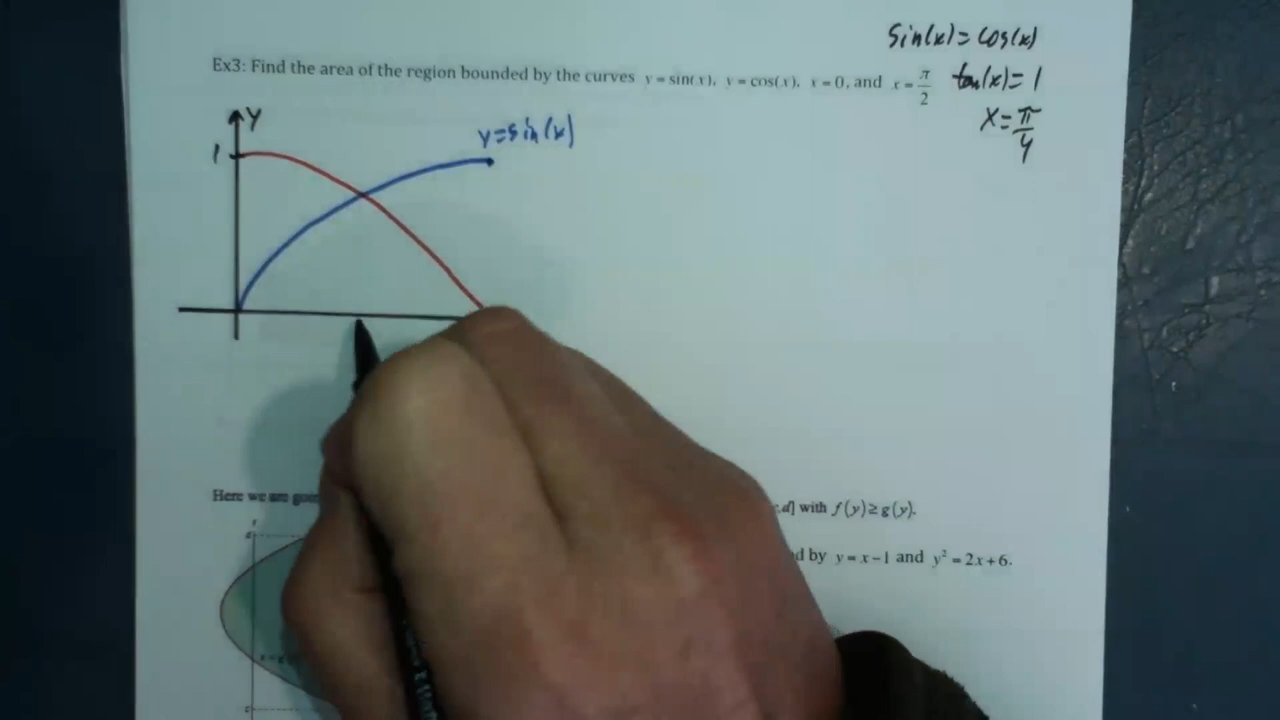 sin(x)=cos(x)
Ex3: Find the area of the region bounded by the curves y = sin(x), y = cos(x), x = 0, and x = π/2
tan(x)=1
x=π/4
y
1
y=sin(x)
Here we are
d] with f(y) ≥ g(y).
by y = x−1 and y² = 2x+6.